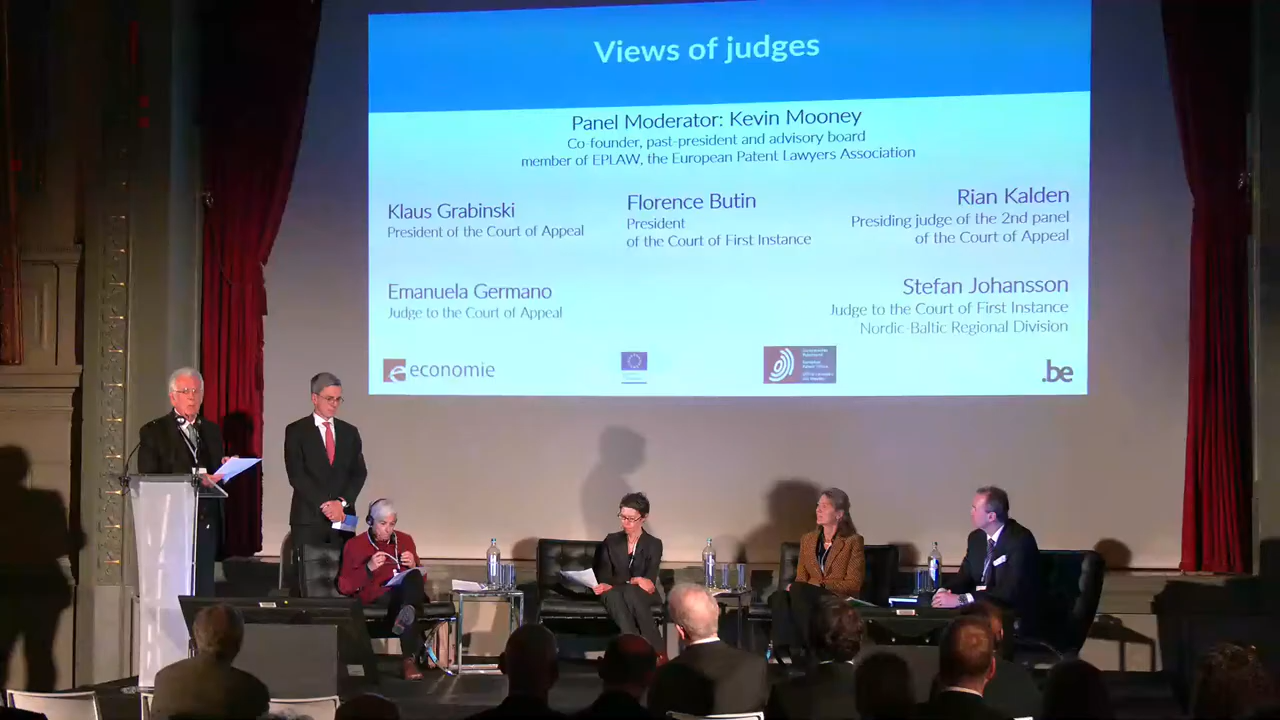 Views of judges
Panel Moderator: Kevin Mooney
Co-founder, past-president and advisory board
member of EPLAW, the European Patent Lawyers Association
Klaus Grabinski
President of the Court of Appeal
Florence Butin
President
of the Court of First Instance
Rian Kalden
Presiding judge of the 2nd panel
of the Court of Appeal
Emanuela Germano
Judge to the Court of Appeal
Stefan Johansson
Judge to the Court of First Instance
Nordic-Baltic Regional Division
economie
.be